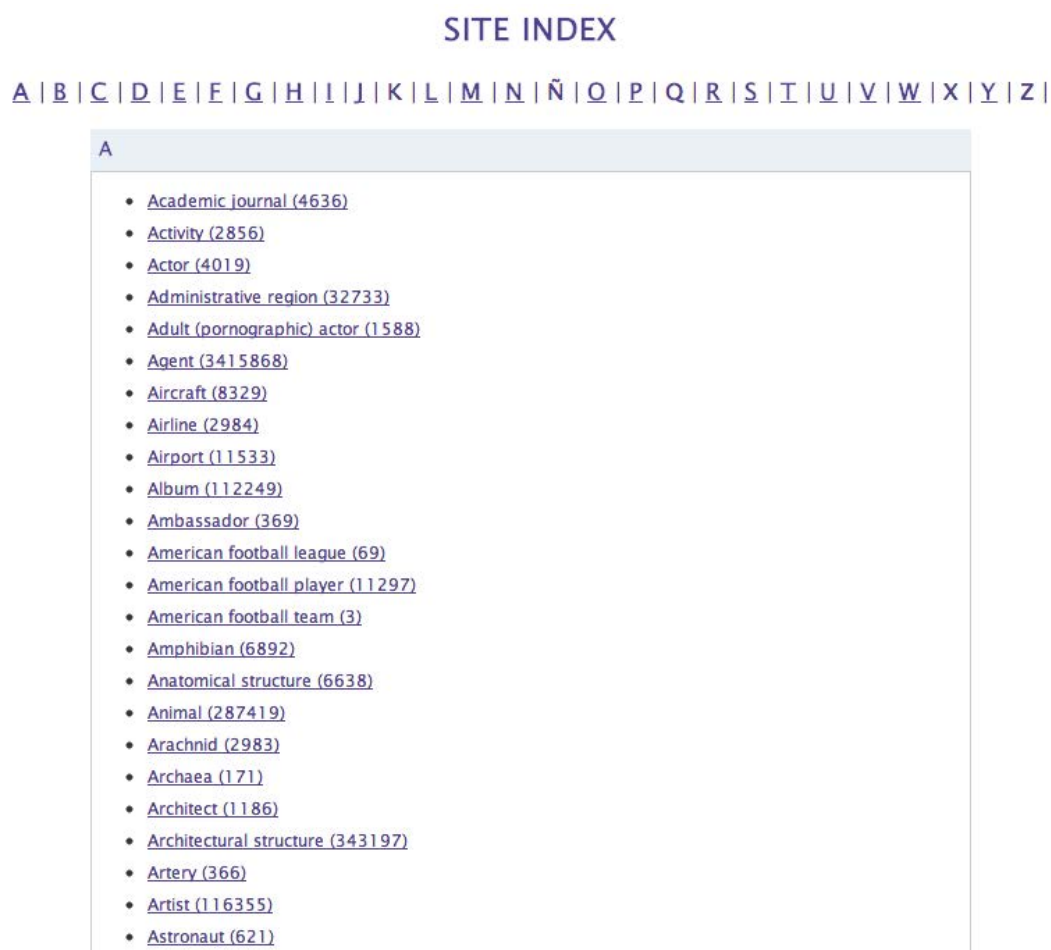 SITE INDEX
A | B | C | D | E | F | G | H | I | J | K | L | M | N | Ñ | O | P | Q | R | S | T | U | V | W | X | Y | Z |
A
• Academic journal (4636)
• Activity (2856)
• Actor (4019)
• Administrative region (32733)
• Adult (pornographic) actor (1588)
• Agent (3415868)
• Aircraft (8329)
• Airline (2984)
• Airport (11533)
• Album (112249)
• Ambassador (369)
• American football league (69)
• American football player (11297)
• American football team (3)
• Amphibian (6892)
• Anatomical structure (6638)
• Animal (287419)
• Arachnid (2983)
• Archaea (171)
• Architect (1186)
• Architectural structure (343197)
• Artery (366)
• Artist (116355)
• Astronaut (621)